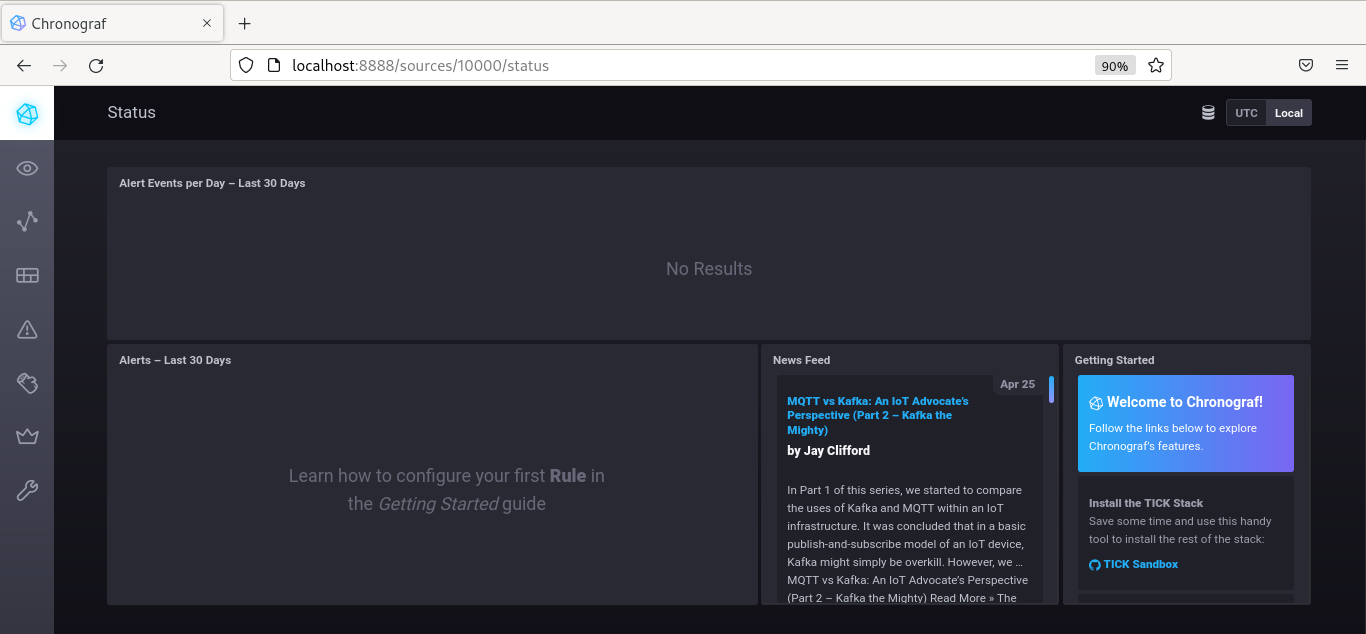 Chronograf
localhost:8888/sources/10000/status
90%
Status
UTC Local
Alert Events per Day – Last 30 Days
No Results
Alerts – Last 30 Days
Learn how to configure your first Rule in
the Getting Started guide
News Feed
Apr 25
MQTT vs Kafka: An IoT Advocate's
Perspective (Part 2 – Kafka the
Mighty)
by Jay Clifford
In Part 1 of this series, we started to compare
the uses of Kafka and MQTT within an IoT
infrastructure. It was concluded that in a basic
publish-and-subscribe model of an IoT device,
Kafka might simply be overkill. However, we ...
MQTT vs Kafka: An IoT Advocate's Perspective
(Part 2 – Kafka the Mighty) Read More » The
Getting Started
Welcome to Chronograf!
Follow the links below to explore
Chronograf's features.
Install the TICK Stack
Save some time and use this handy
tool to install the rest of the stack:
TICK Sandbox